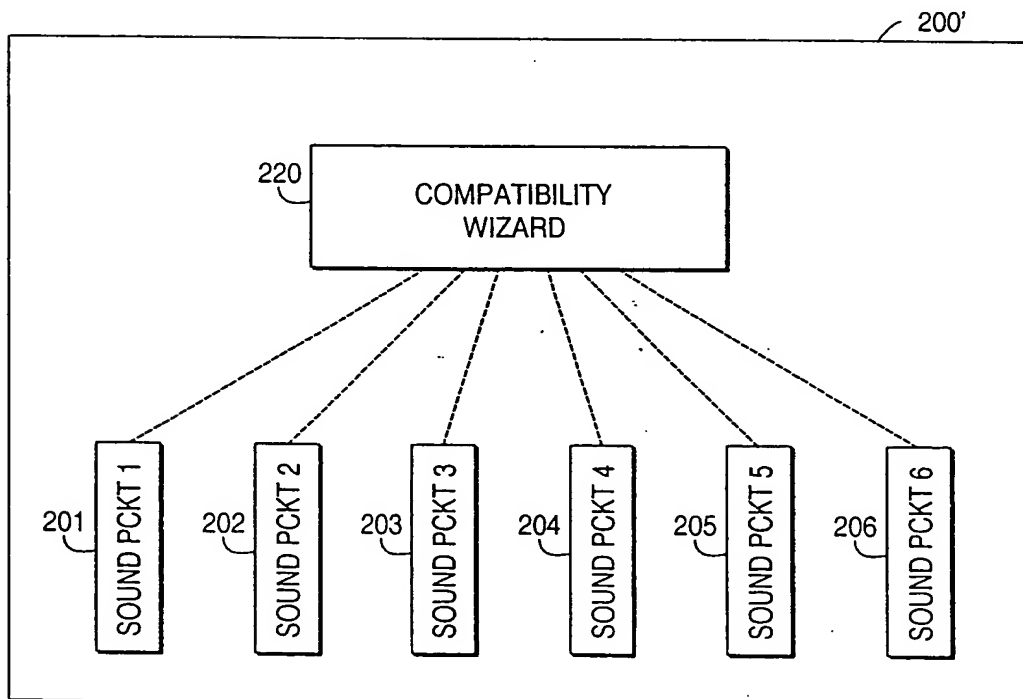 200'
220
COMPATIBILITY
WIZARD
201
SOUND PCKT 1
202
SOUND PCKT 2
203
SOUND PCKT 3
204
SOUND PCKT 4
205
SOUND PCKT 5
206
SOUND PCKT 6